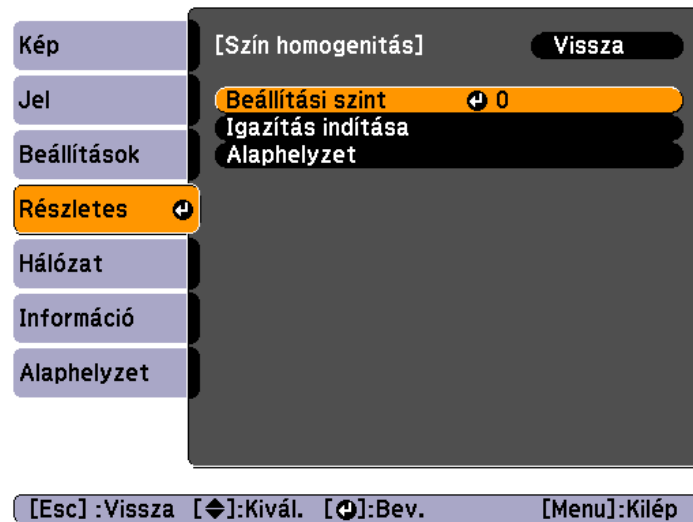 Kép
Jel
Beállítások
Részletes
Hálózat
Információ
Alaphelyzet
[Szín homogenitás] Vissza
Beállítási szint 0
Igazítás indítása
Alaphelyzet
[Esc] :Vissza [◆]:Kivál. [↵]:Bev. [Menu]:Kilép